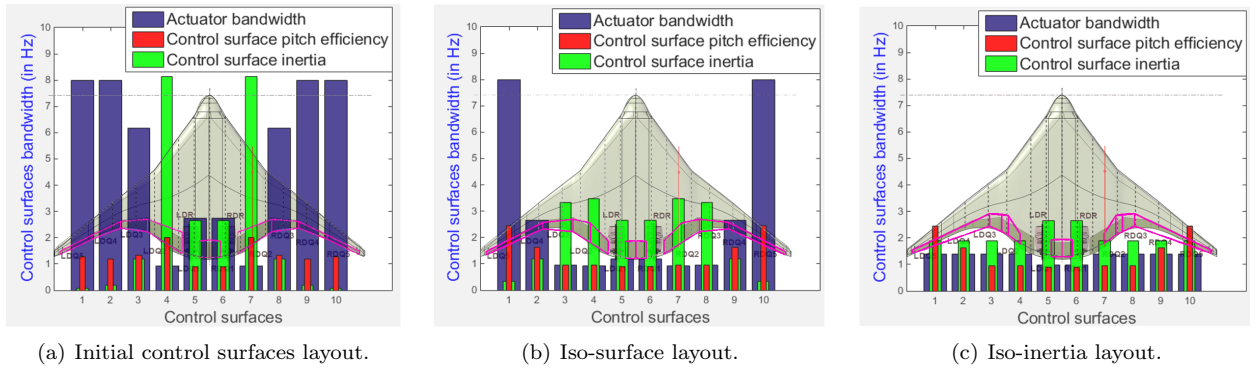 Actuator bandwidth
Control surface pitch efficiency
Control surface inertia
Control surfaces bandwidth (in Hz)
10
9
8
7
6
5
4
3
2
1
0
LDR
RDR
LDQ4
LDQ3
RDQ3
RDQ4
RDQ2
RDQ5
1 2 3 4 5 6 7 8 9 10
Control surfaces
(a) Initial control surfaces layout.
Actuator bandwidth
Control surface pitch efficiency
Control surface inertia
Control surfaces bandwidth (in Hz)
10
9
8
7
6
5
4
3
2
1
0
LDR
RDR
LDQ3
RDQ3
RDQ4
RDQ2
1 2 3 4 5 6 7 8 9 10
Control surfaces
(b) Iso-surface layout.
Actuator bandwidth
Control surface pitch efficiency
Control surface inertia
Control surfaces bandwidth (in Hz)
10
9
8
7
6
5
4
3
2
1
0
LDR
RDR
LDQ3
RDQ3
RDQ4
RDQ2
1 2 3 4 5 6 7 8 9 10
Control surfaces
(c) Iso-inertia layout.